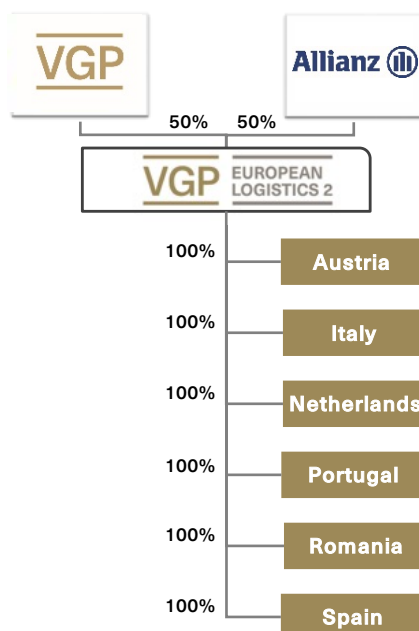 VGP
Allianz
50%
50%
VGP
EUROPEAN
LOGISTICS 2
100%
Austria
100%
Italy
100%
Netherlands
100%
Portugal
100%
Romania
100%
Spain